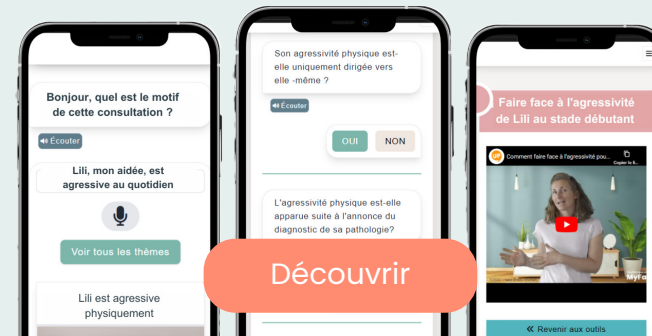 Bonjour, quel est le motif
de cette consultation ?
Écouter
Lili, mon aidée, est
agressive au quotidien
Voir tous les thèmes
Lili est agressive
physiquement
Son agressivité physique est-
elle uniquement dirigée vers
elle -même ?
Écouter
OUI
NON
L'agressivité physique est-elle
apparue suite à l'annonce du
diagnostic de sa pathologie?
Découvrir
Faire face à l'agressivité
de Lili au stade débutant
Comment faire face à l'agressivité pou...
Copier le li...
MyFa
Revenir aux outils